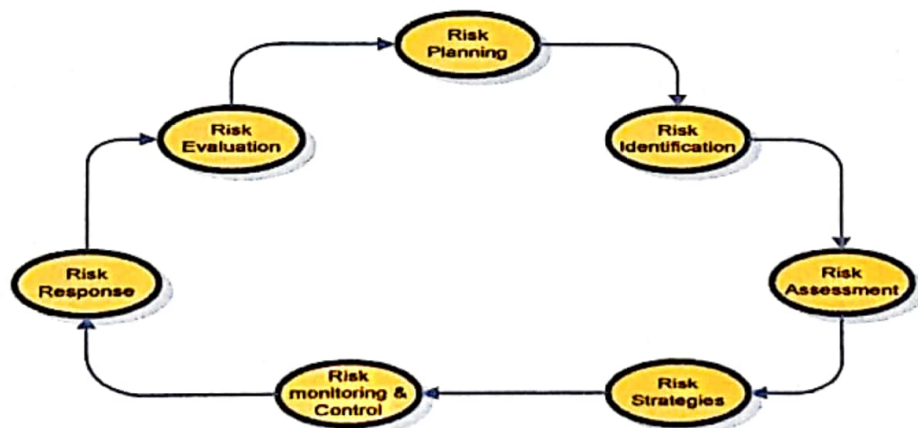 Risk
Planning
Risk
Identification
Risk
Assessment
Risk
Strategies
Risk
monitoring &
Control
Risk
Response
Risk
Evaluation